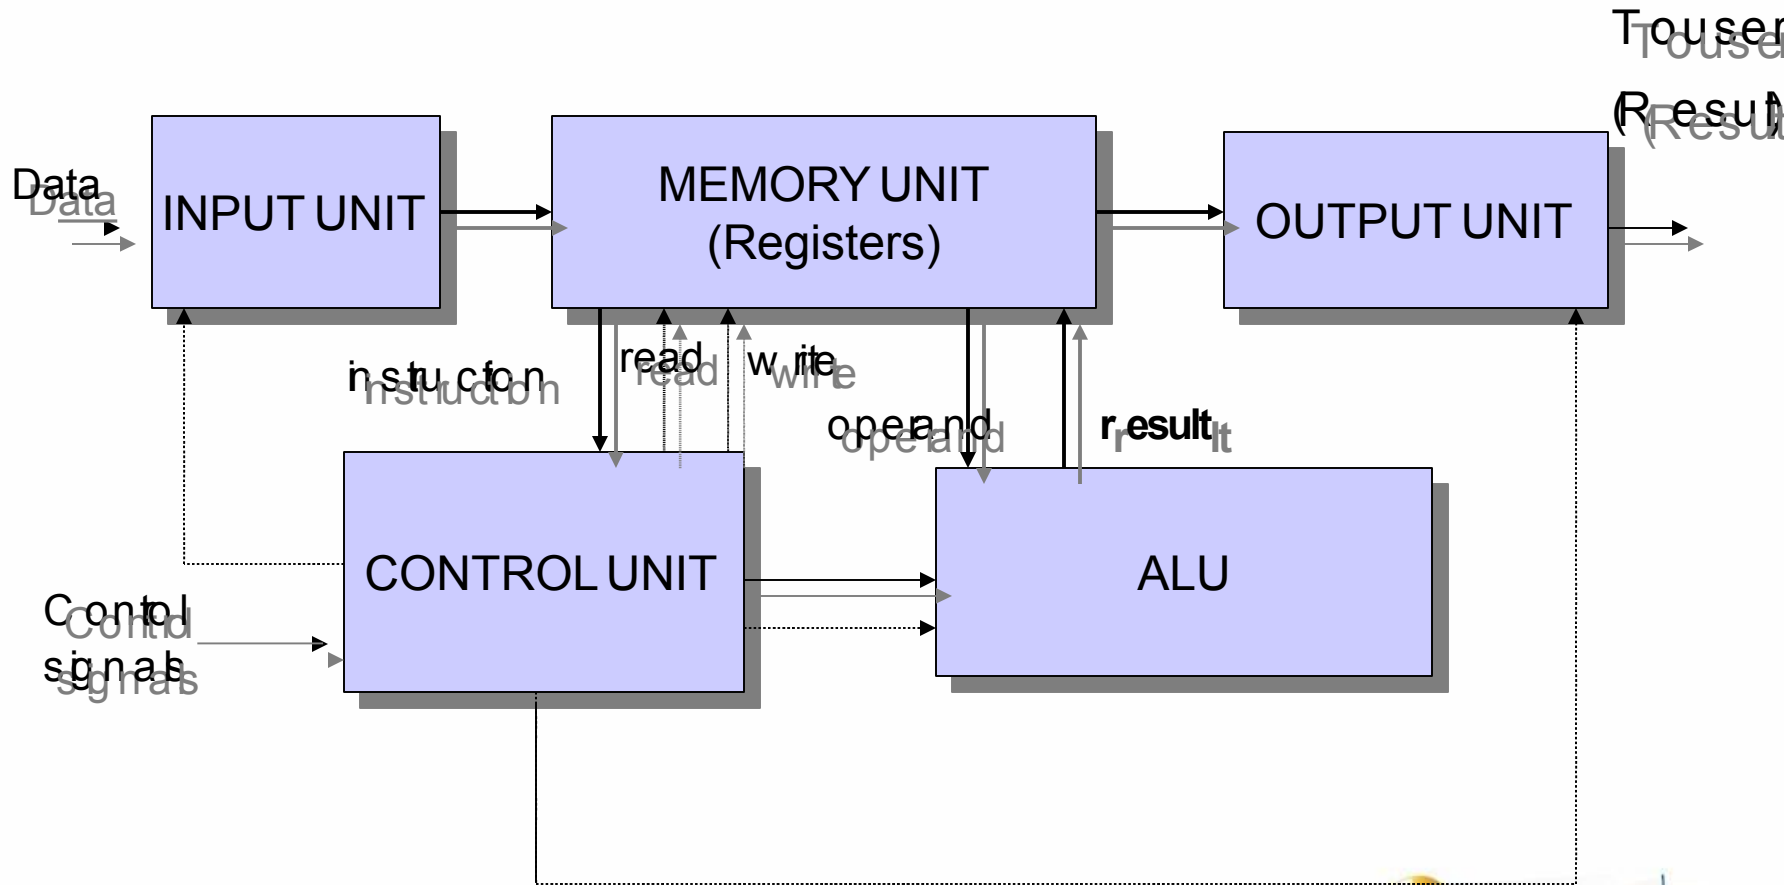 To user
(Result)
Data
INPUT UNIT
MEMORY UNIT
(Registers)
OUTPUT UNIT
instruction
read
write
operand
result
CONTROL UNIT
ALU
Control
signals